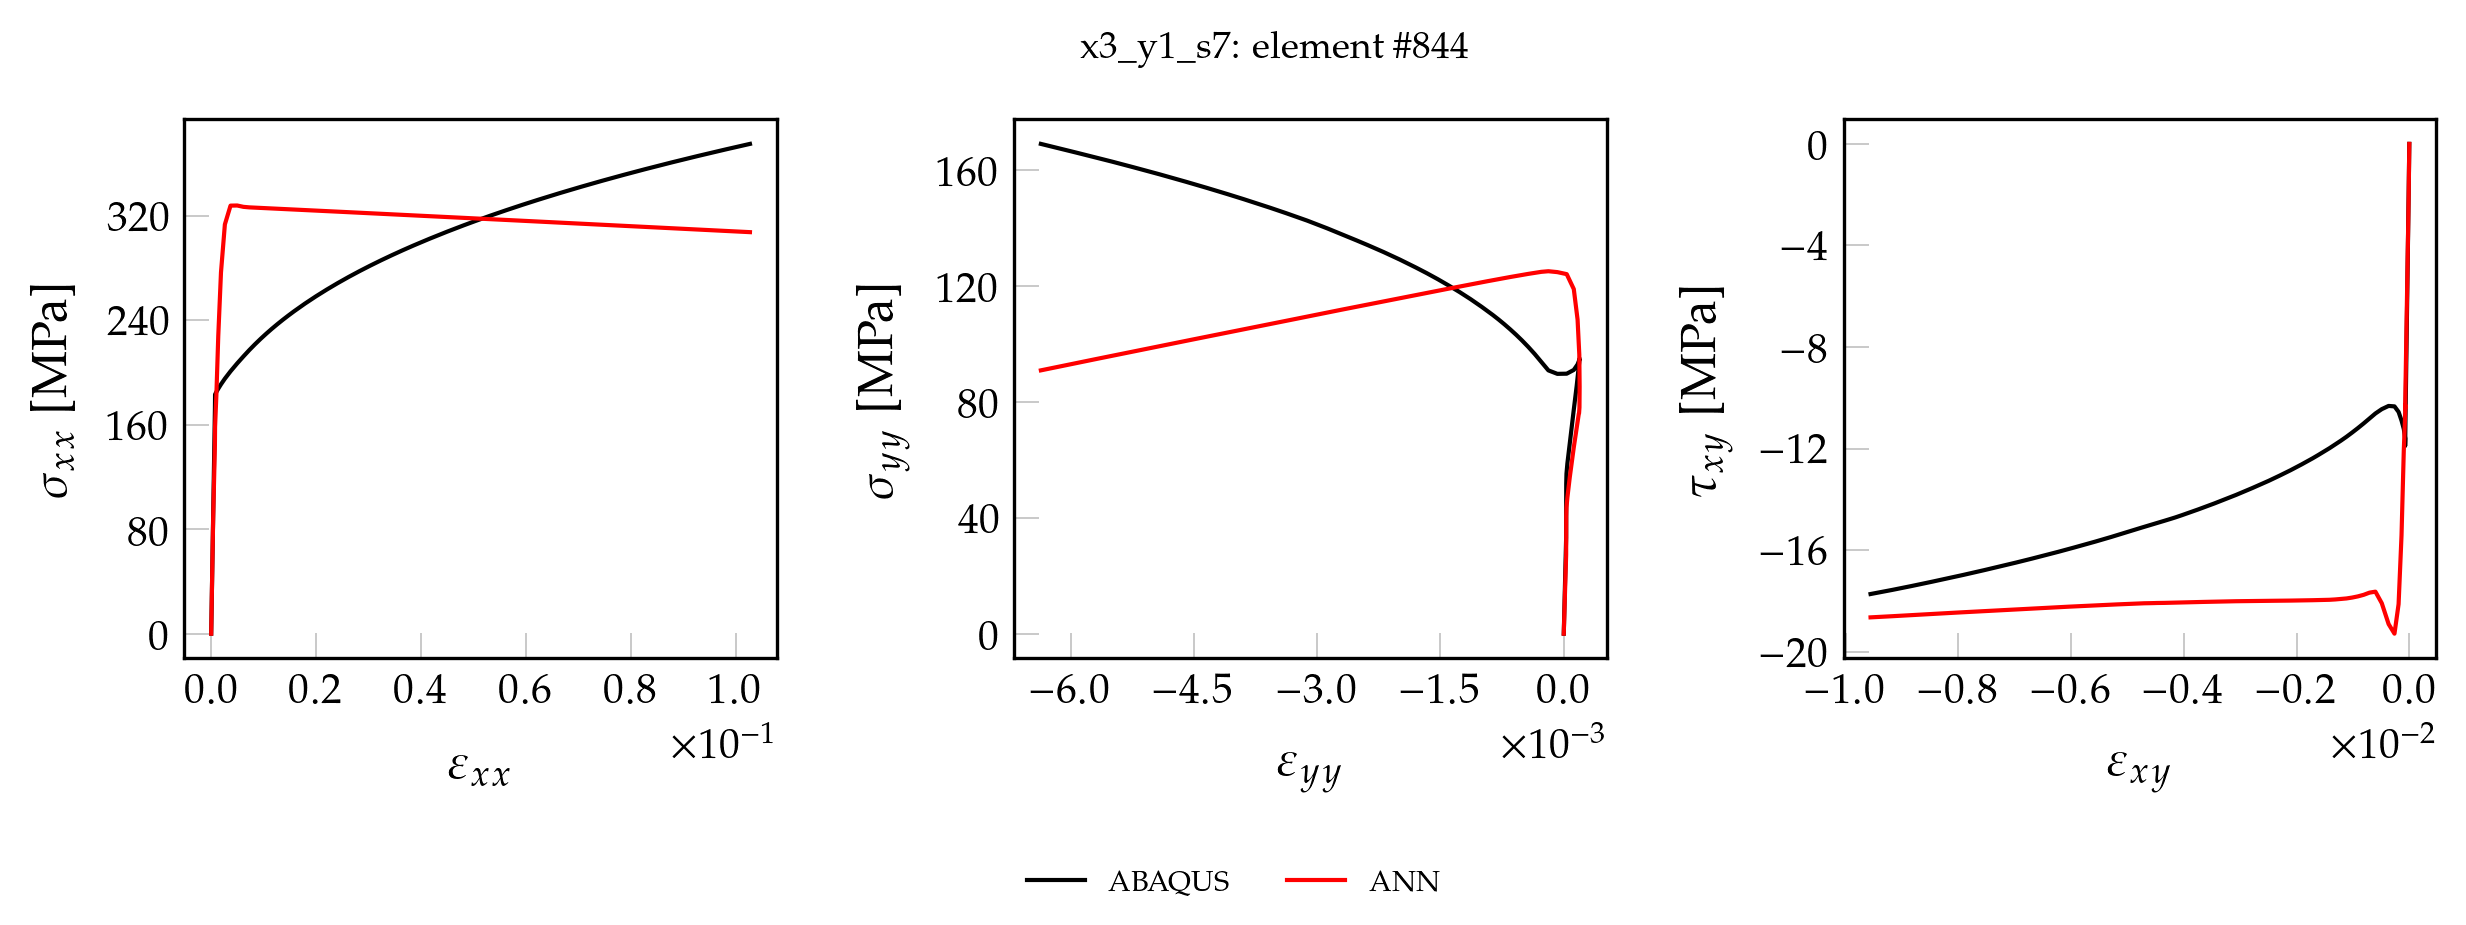 x3_y1_s7: element #844
σxx [MPa]
320
240
160
80
0
0.0 0.2 0.4 0.6 0.8 1.0
×10−1
εxx
σyy [MPa]
160
120
80
40
0
−6.0 −4.5 −3.0 −1.5 0.0
×10−3
εyy
τxy [MPa]
0
−4
−8
−12
−16
−20
−1.0 −0.8 −0.6 −0.4 −0.2 0.0
×10−2
εxy
ABAQUS ANN